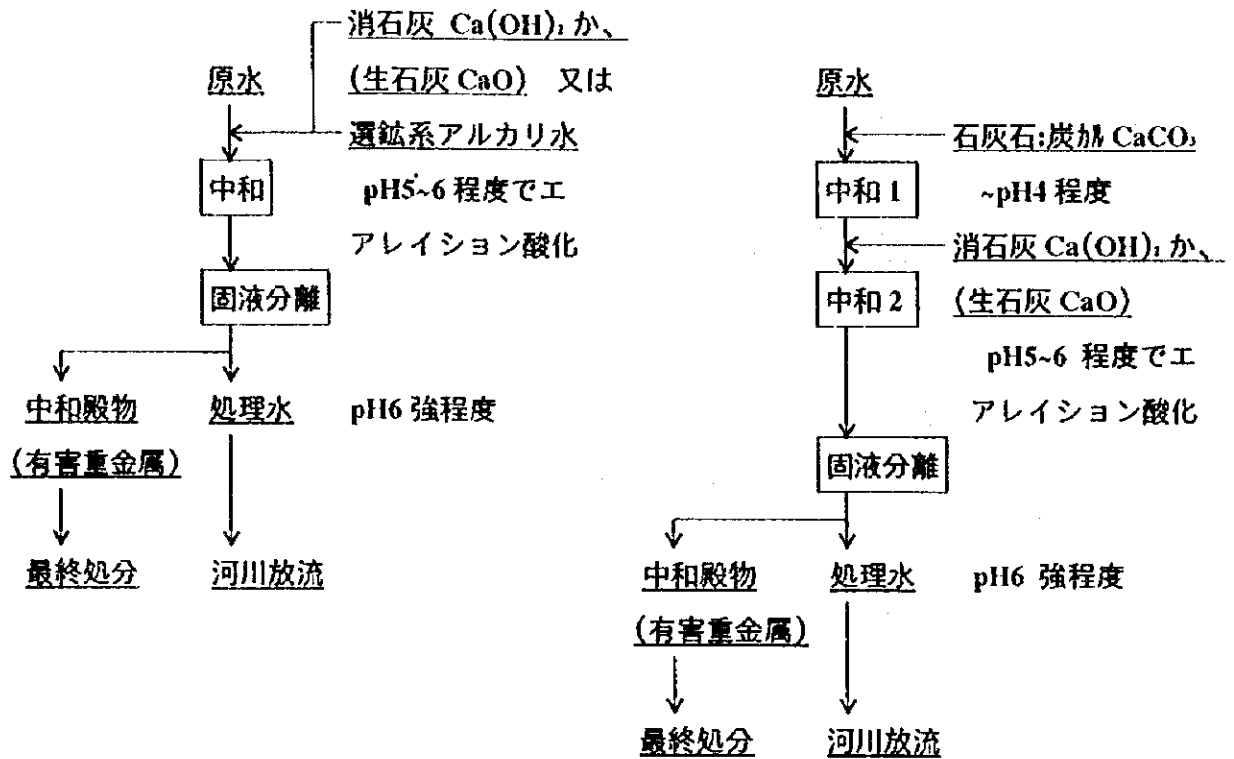 消石灰 Ca(OH)₂ か、
(生石灰 CaO) 又は
原水
選鉱系アルカリ水
中和
pH5~6 程度でエ
アレイション酸化
固液分離
中和殿物
処理水
pH6 強程度
(有害重金属)
最終処分
河川放流
原水
石灰石:炭カル CaCO₃
中和 1
~pH4 程度
消石灰 Ca(OH)₂ か、
中和 2
(生石灰 CaO)
pH5~6 程度でエ
アレイション酸化
固液分離
中和殿物
処理水
pH6 強程度
(有害重金属)
最終処分
河川放流